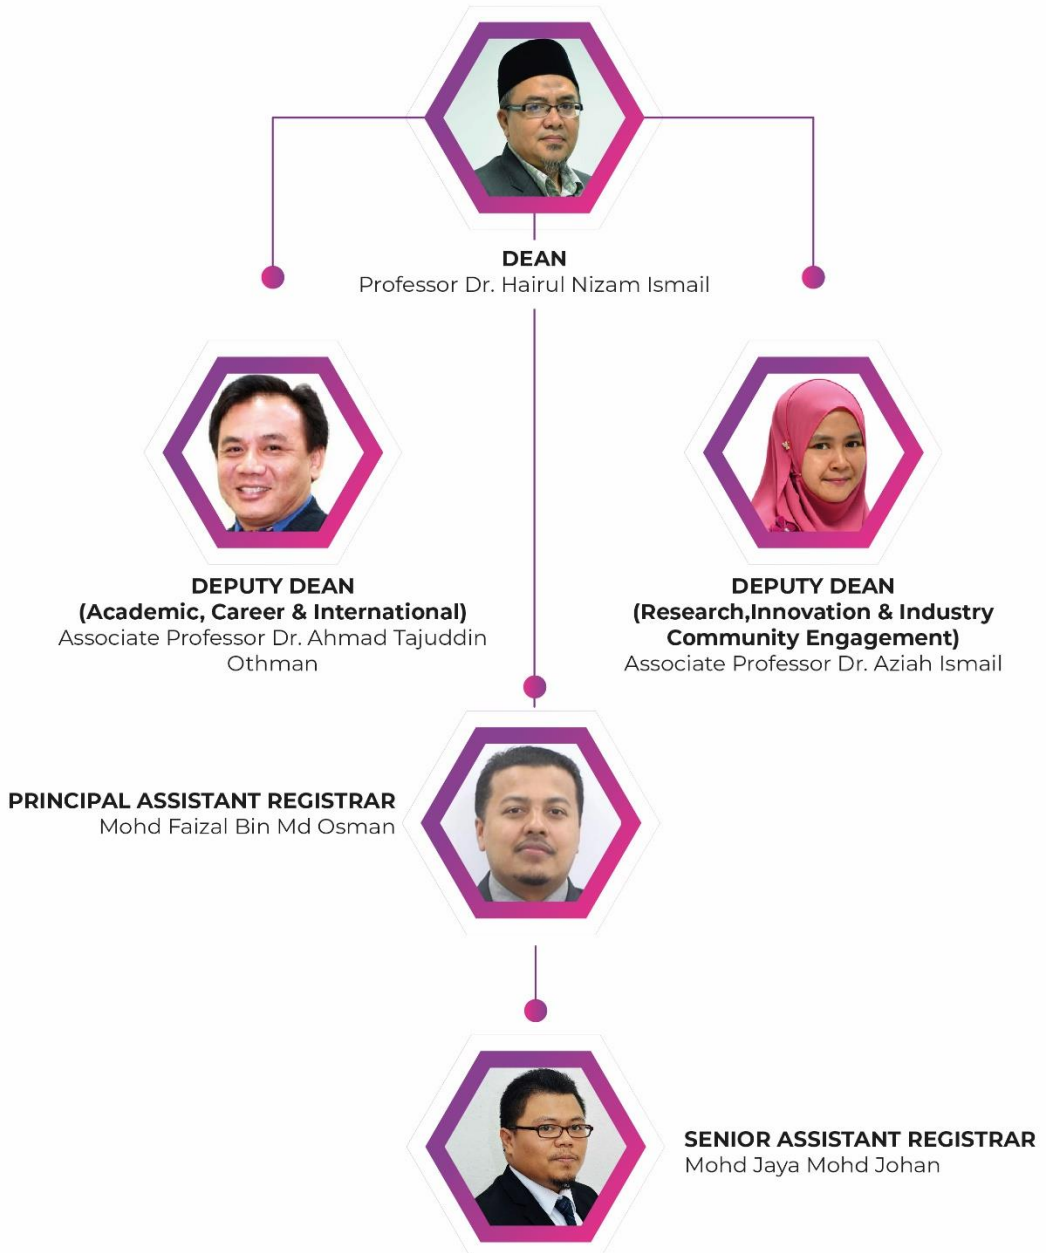 DEAN
Professor Dr. Hairul Nizam Ismail
DEPUTY DEAN
(Academic, Career & International)
Associate Professor Dr. Ahmad Tajuddin
Othman
DEPUTY DEAN
(Research,Innovation & Industry
Community Engagement)
Associate Professor Dr. Aziah Ismail
PRINCIPAL ASSISTANT REGISTRAR
Mohd Faizal Bin Md Osman
SENIOR ASSISTANT REGISTRAR
Mohd Jaya Mohd Johan